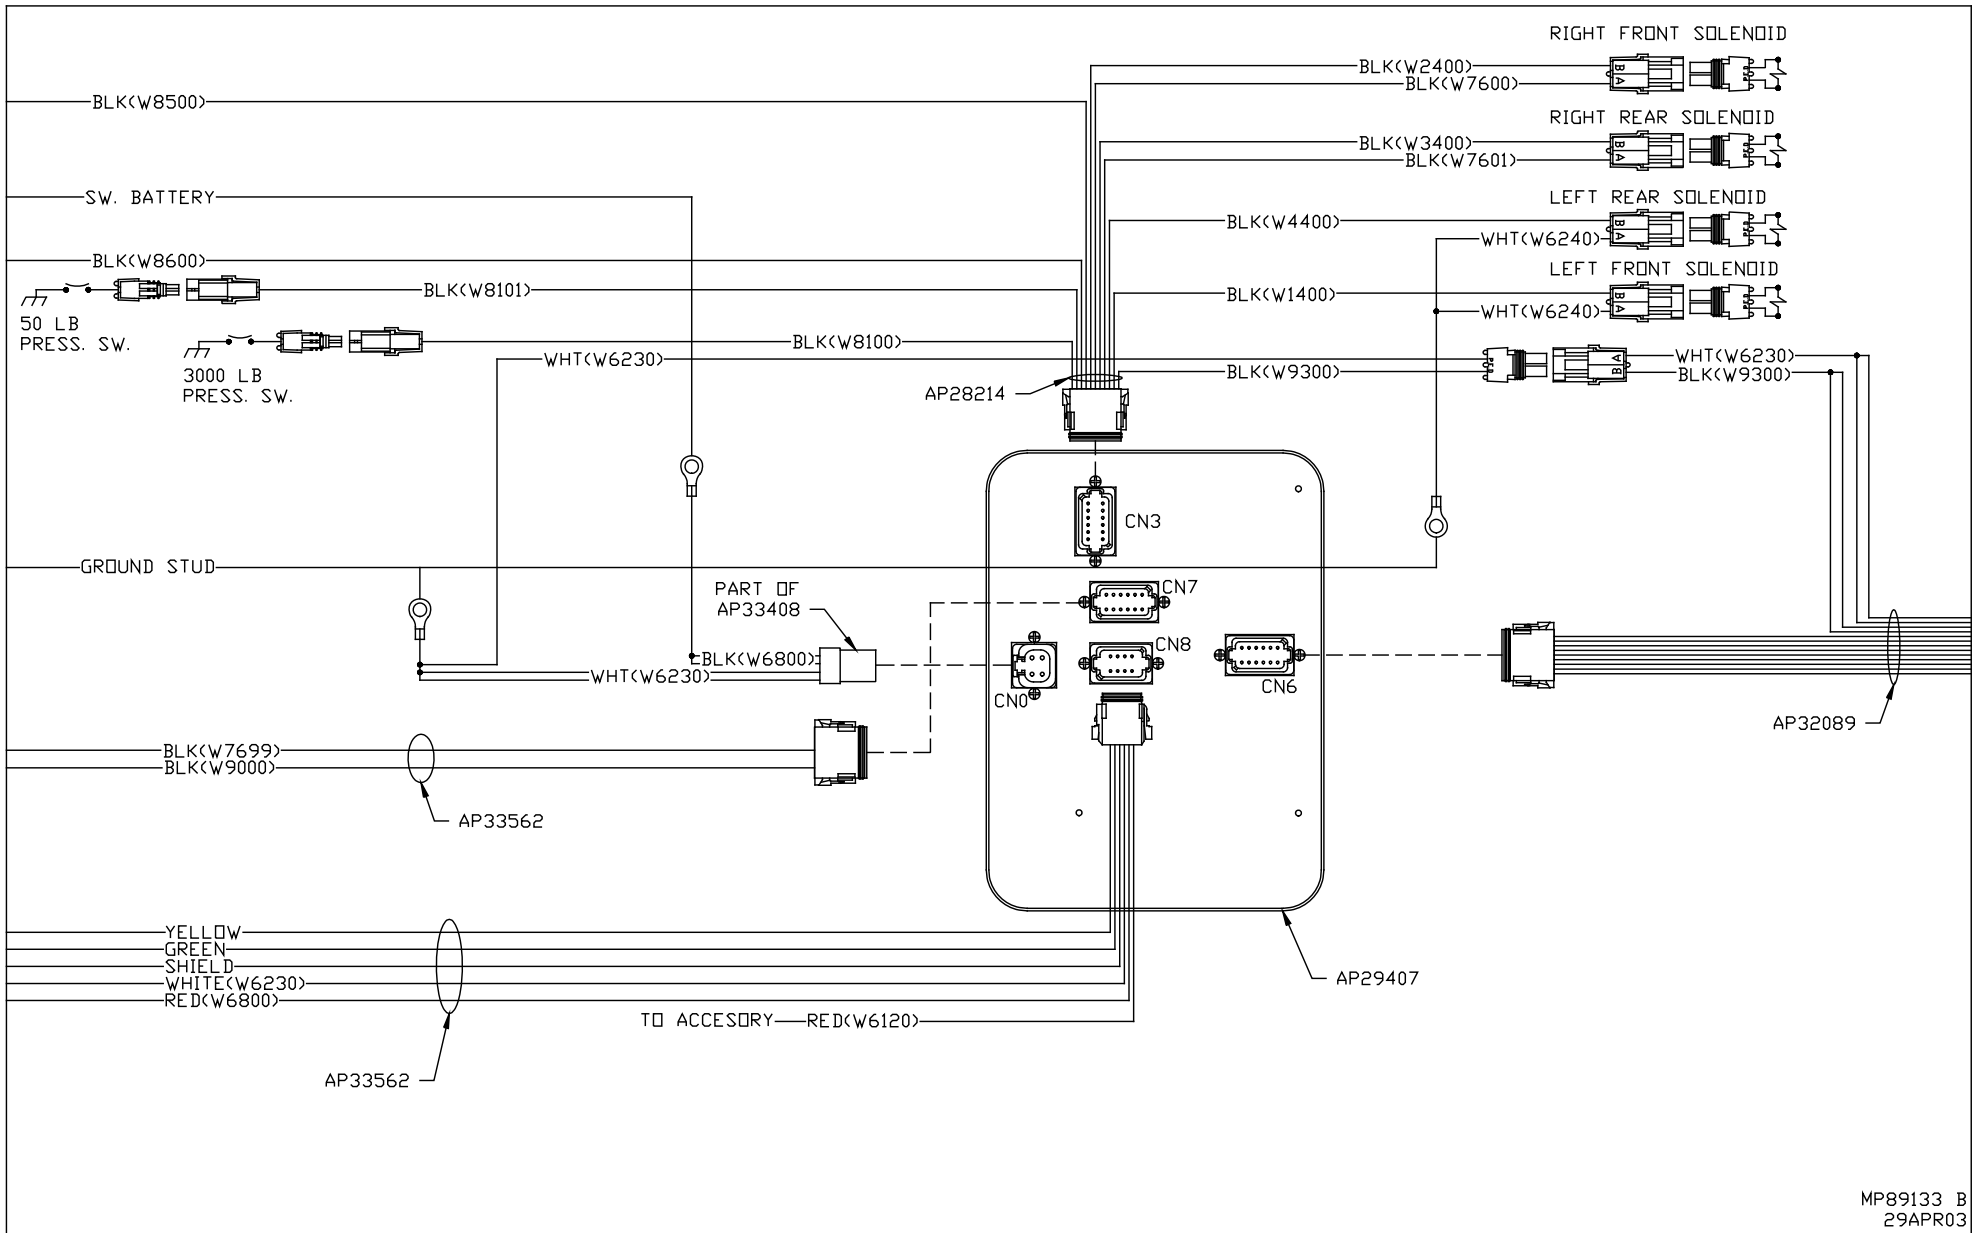 RIGHT FRONT SOLENOID
BLK(W2400)
B
A
BLK(W7600)
BLK(W8500)
RIGHT REAR SOLENOID
BLK(W3400)
B
A
BLK(W7601)
SW. BATTERY
LEFT REAR SOLENOID
BLK(W4400)
B
A
WHT(W6240)
BLK(W8600)
LEFT FRONT SOLENOID
BLK(W8101)
BLK(W1400)
B
A
WHT(W6240)
50 LB
PRESS. SW.
BLK(W8100)
3000 LB
PRESS. SW.
WHT(W6230)
A
B
WHT(W6230)
BLK(W9300)
BLK(W9300)
AP28214
CN3
GROUND STUD
PART OF
AP33408
CN7
CN8
BLK(W6800)
WHT(W6230)
CN0
CN6
AP32089
BLK(W7699)
BLK(W9000)
AP33562
YELLOW
GREEN
SHIELD
WHITE(W6230)
RED(W6800)
AP29407
TO ACCESORY
RED(W6120)
AP33562
MP89133 B
29APR03